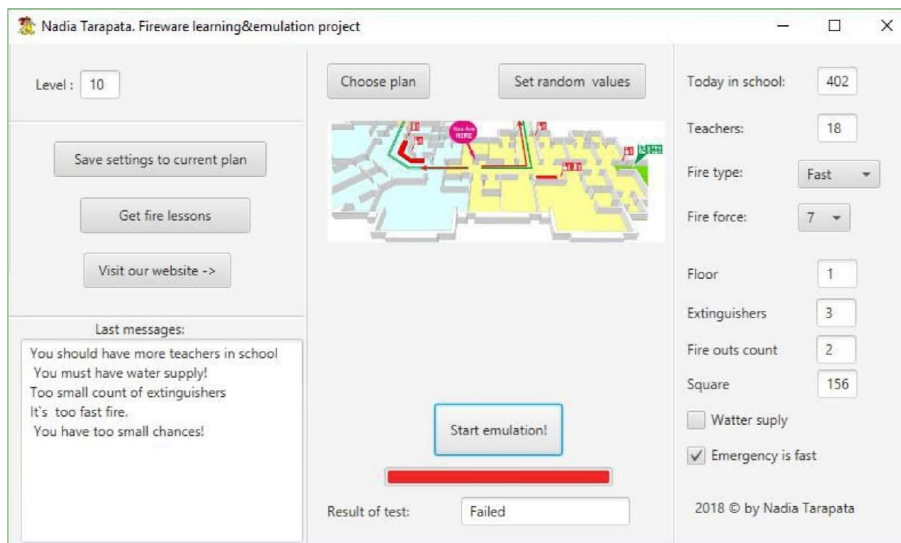 Nadia Tarapata. Fireware learning&emulation project
Level : 10
Save settings to current plan
Get fire lessons
Visit our website ->
Last messages:
You should have more teachers in school
You must have water supply!
Too small count of extinguishers
It`s too fast fire.
You have too small chances!
Choose plan
Set random values
You Are
HERE
Start emulation!
Result of test: Failed
Today in school: 402
Teachers: 18
Fire type: Fast
Fire force: 7
Floor 1
Extinguishers 3
Fire outs count 2
Square 156
Watter suply
Emergency is fast
2018 © by Nadia Tarapata